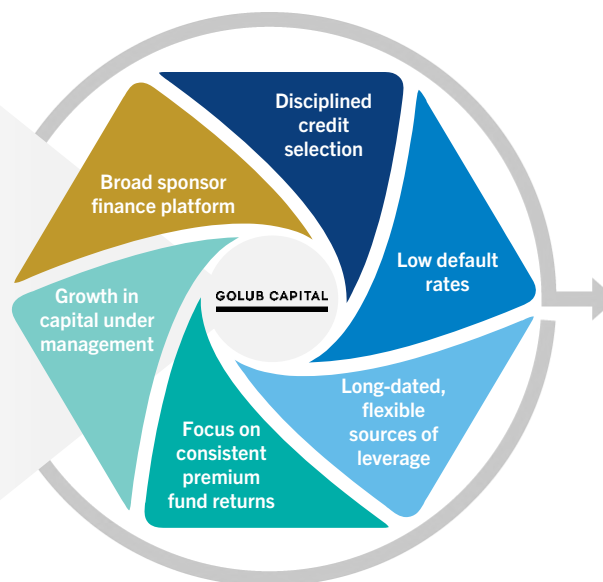 Disciplined
credit
selection
Broad sponsor
finance platform
Low default
rates
GOLUB CAPITAL
Growth in
capital under
management
Long-dated,
flexible
sources of
leverage
Focus on
consistent
premium
fund returns